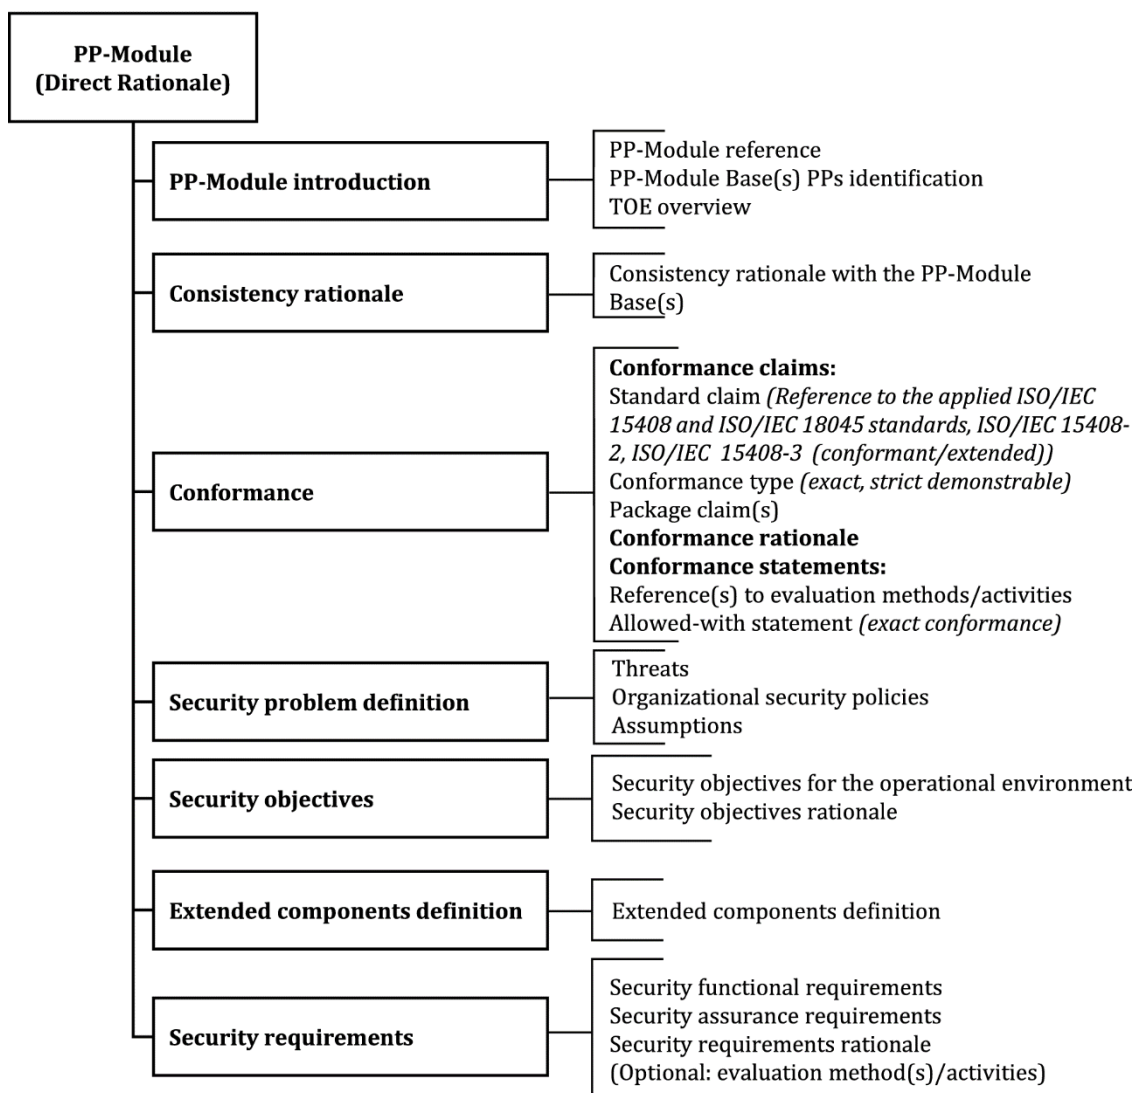 PP-Module
(Direct Rationale)
PP-Module introduction
PP-Module reference
PP-Module Base(s) PPs identification
TOE overview
Consistency rationale
Consistency rationale with the PP-Module
Base(s)
Conformance
Conformance claims:
Standard claim (Reference to the applied ISO/IEC
15408 and ISO/IEC 18045 standards, ISO/IEC 15408-
2, ISO/IEC 15408-3 (conformant/extended))
Conformance type (exact, strict demonstrable)
Package claim(s)
Conformance rationale
Conformance statements:
Reference(s) to evaluation methods/activities
Allowed-with statement (exact conformance)
Security problem definition
Threats
Organizational security policies
Assumptions
Security objectives
Security objectives for the operational environment
Security objectives rationale
Extended components definition
Extended components definition
Security requirements
Security functional requirements
Security assurance requirements
Security requirements rationale
(Optional: evaluation method(s)/activities)